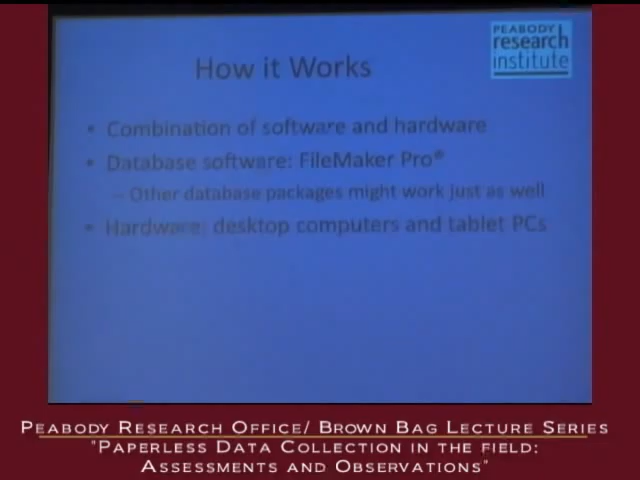 PEABODY
research
institute
How it Works
• Combination of software and hardware
• Database software: FileMaker Pro®
– Other database packages might work just as well
• Hardware: desktop computers and tablet PCs
PEABODY RESEARCH OFFICE/ BROWN BAG LECTURE SERIES
"PAPERLESS DATA COLLECTION IN THE FIELD:
ASSESSMENTS AND OBSERVATIONS"